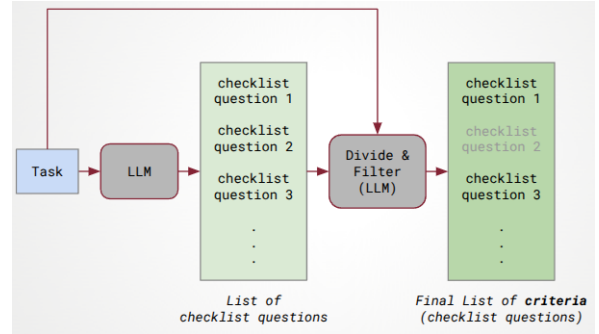 Task
LLM
checklist
question 1
checklist
question 2
checklist
question 3
.
.
.
List of
checklist questions
Divide &
Filter
(LLM)
checklist
question 1
checklist
question 2
checklist
question 3
.
.
.
Final List of criteria
(checklist questions)